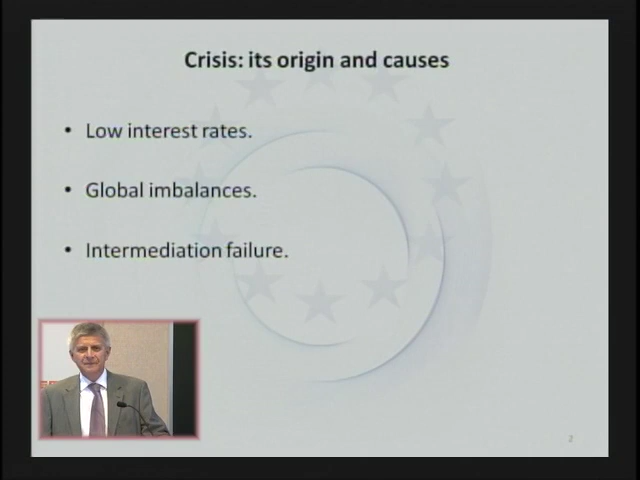 Crisis: its origin and causes
• Low interest rates.
• Global imbalances.
• Intermediation failure.
2